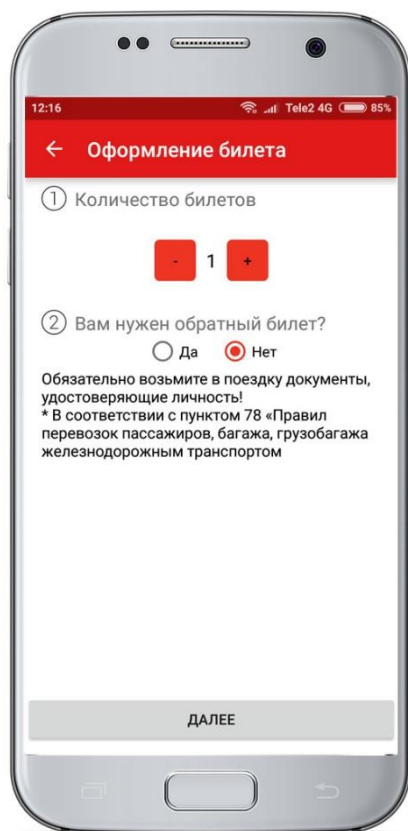 12:16 Tele2 4G 85%
← Оформление билета
1 Количество билетов
- 1 +
2 Вам нужен обратный билет?
Да Нет
Обязательно возьмите в поездку документы,
удостоверяющие личность!
* В соответствии с пунктом 78 «Правил
перевозок пассажиров, багажа, грузобагажа
железнодорожным транспортом
ДАЛЕЕ